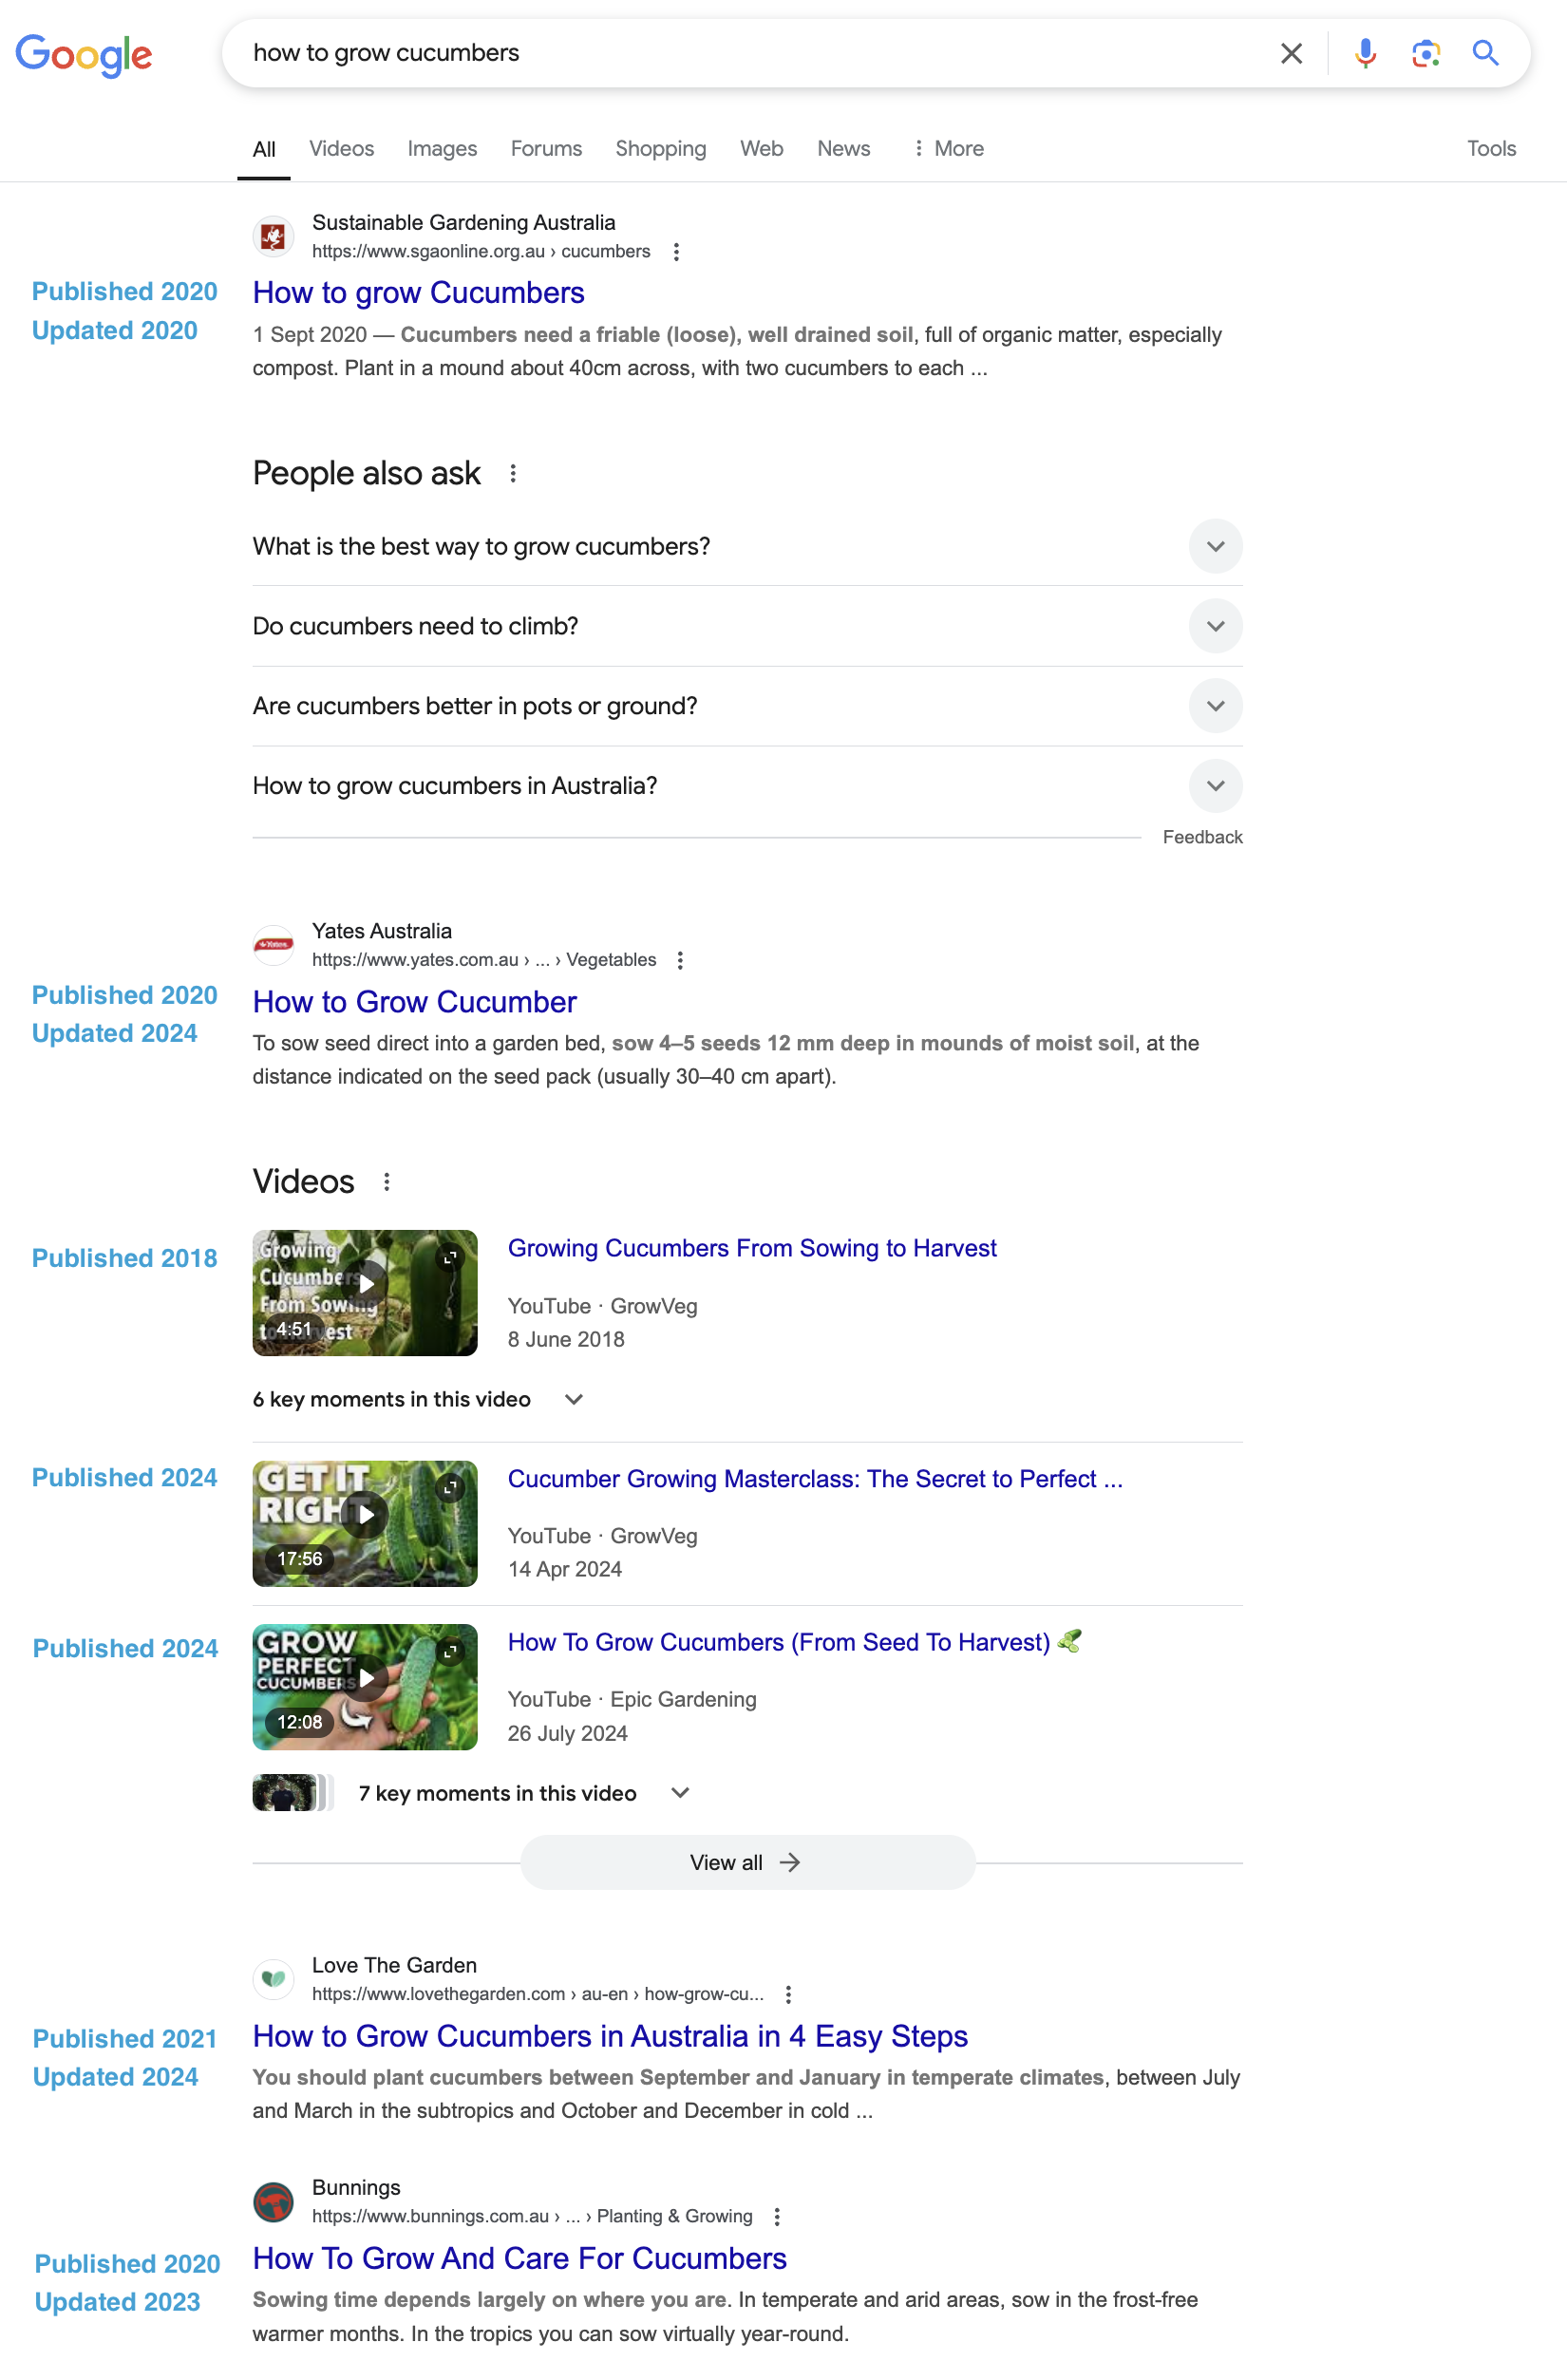 Google
how to grow cucumbers
All Videos Images Forums Shopping Web News More Tools
Sustainable Gardening Australia
https://www.sgaonline.org.au › cucumbers
Published 2020
Updated 2020
How to grow Cucumbers
1 Sept 2020 — Cucumbers need a friable (loose), well drained soil, full of organic matter, especially
compost. Plant in a mound about 40cm across, with two cucumbers to each ...
People also ask
What is the best way to grow cucumbers?
Do cucumbers need to climb?
Are cucumbers better in pots or ground?
How to grow cucumbers in Australia?
Feedback
Yates
Yates Australia
https://www.yates.com.au › ... › Vegetables
Published 2020
Updated 2024
How to Grow Cucumber
To sow seed direct into a garden bed, sow 4–5 seeds 12 mm deep in mounds of moist soil, at the
distance indicated on the seed pack (usually 30–40 cm apart).
Videos
Published 2018
Growing
Cucumbers
From Sowing
to Harvest
4:51
Growing Cucumbers From Sowing to Harvest
YouTube · GrowVeg
8 June 2018
6 key moments in this video
Published 2024
GET IT
RIGHT
17:56
Cucumber Growing Masterclass: The Secret to Perfect ...
YouTube · GrowVeg
14 Apr 2024
Published 2024
GROW
PERFECT
CUCUMBERS
12:08
How To Grow Cucumbers (From Seed To Harvest) 🥒
YouTube · Epic Gardening
26 July 2024
7 key moments in this video
View all
Love The Garden
https://www.lovethegarden.com › au-en › how-grow-cu...
Published 2021
Updated 2024
How to Grow Cucumbers in Australia in 4 Easy Steps
You should plant cucumbers between September and January in temperate climates, between July
and March in the subtropics and October and December in cold ...
Bunnings
https://www.bunnings.com.au › ... › Planting & Growing
Published 2020
Updated 2023
How To Grow And Care For Cucumbers
Sowing time depends largely on where you are. In temperate and arid areas, sow in the frost-free
warmer months. In the tropics you can sow virtually year-round.